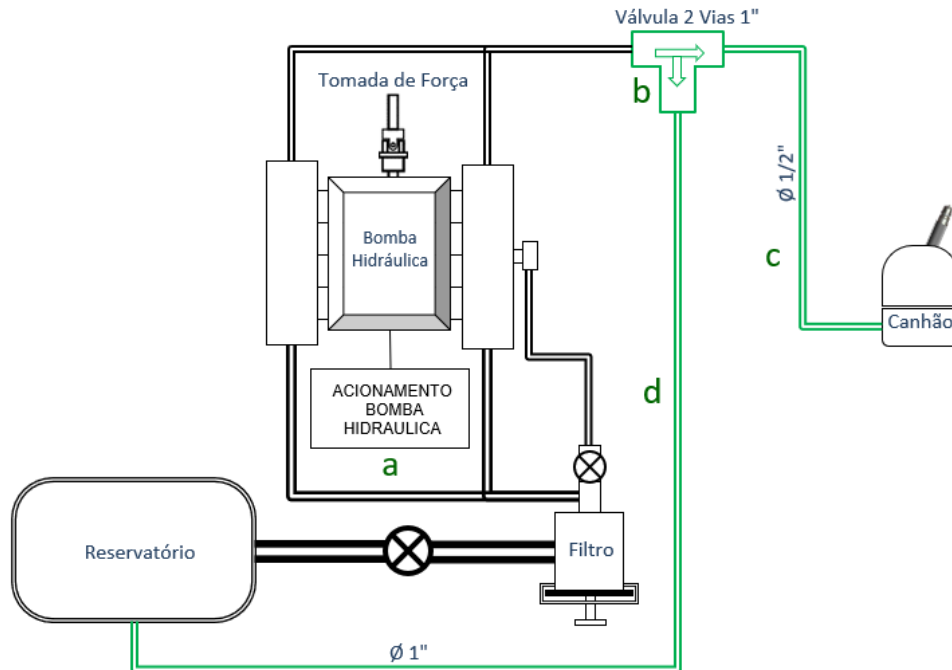 Válvula 2 Vias 1"
Tomada de Força
b
Ø 1/2"
Bomba
Hidráulica
c
Canhão
ACIONAMENTO
BOMBA
HIDRAULICA
d
a
Reservatório
Filtro
Ø 1"